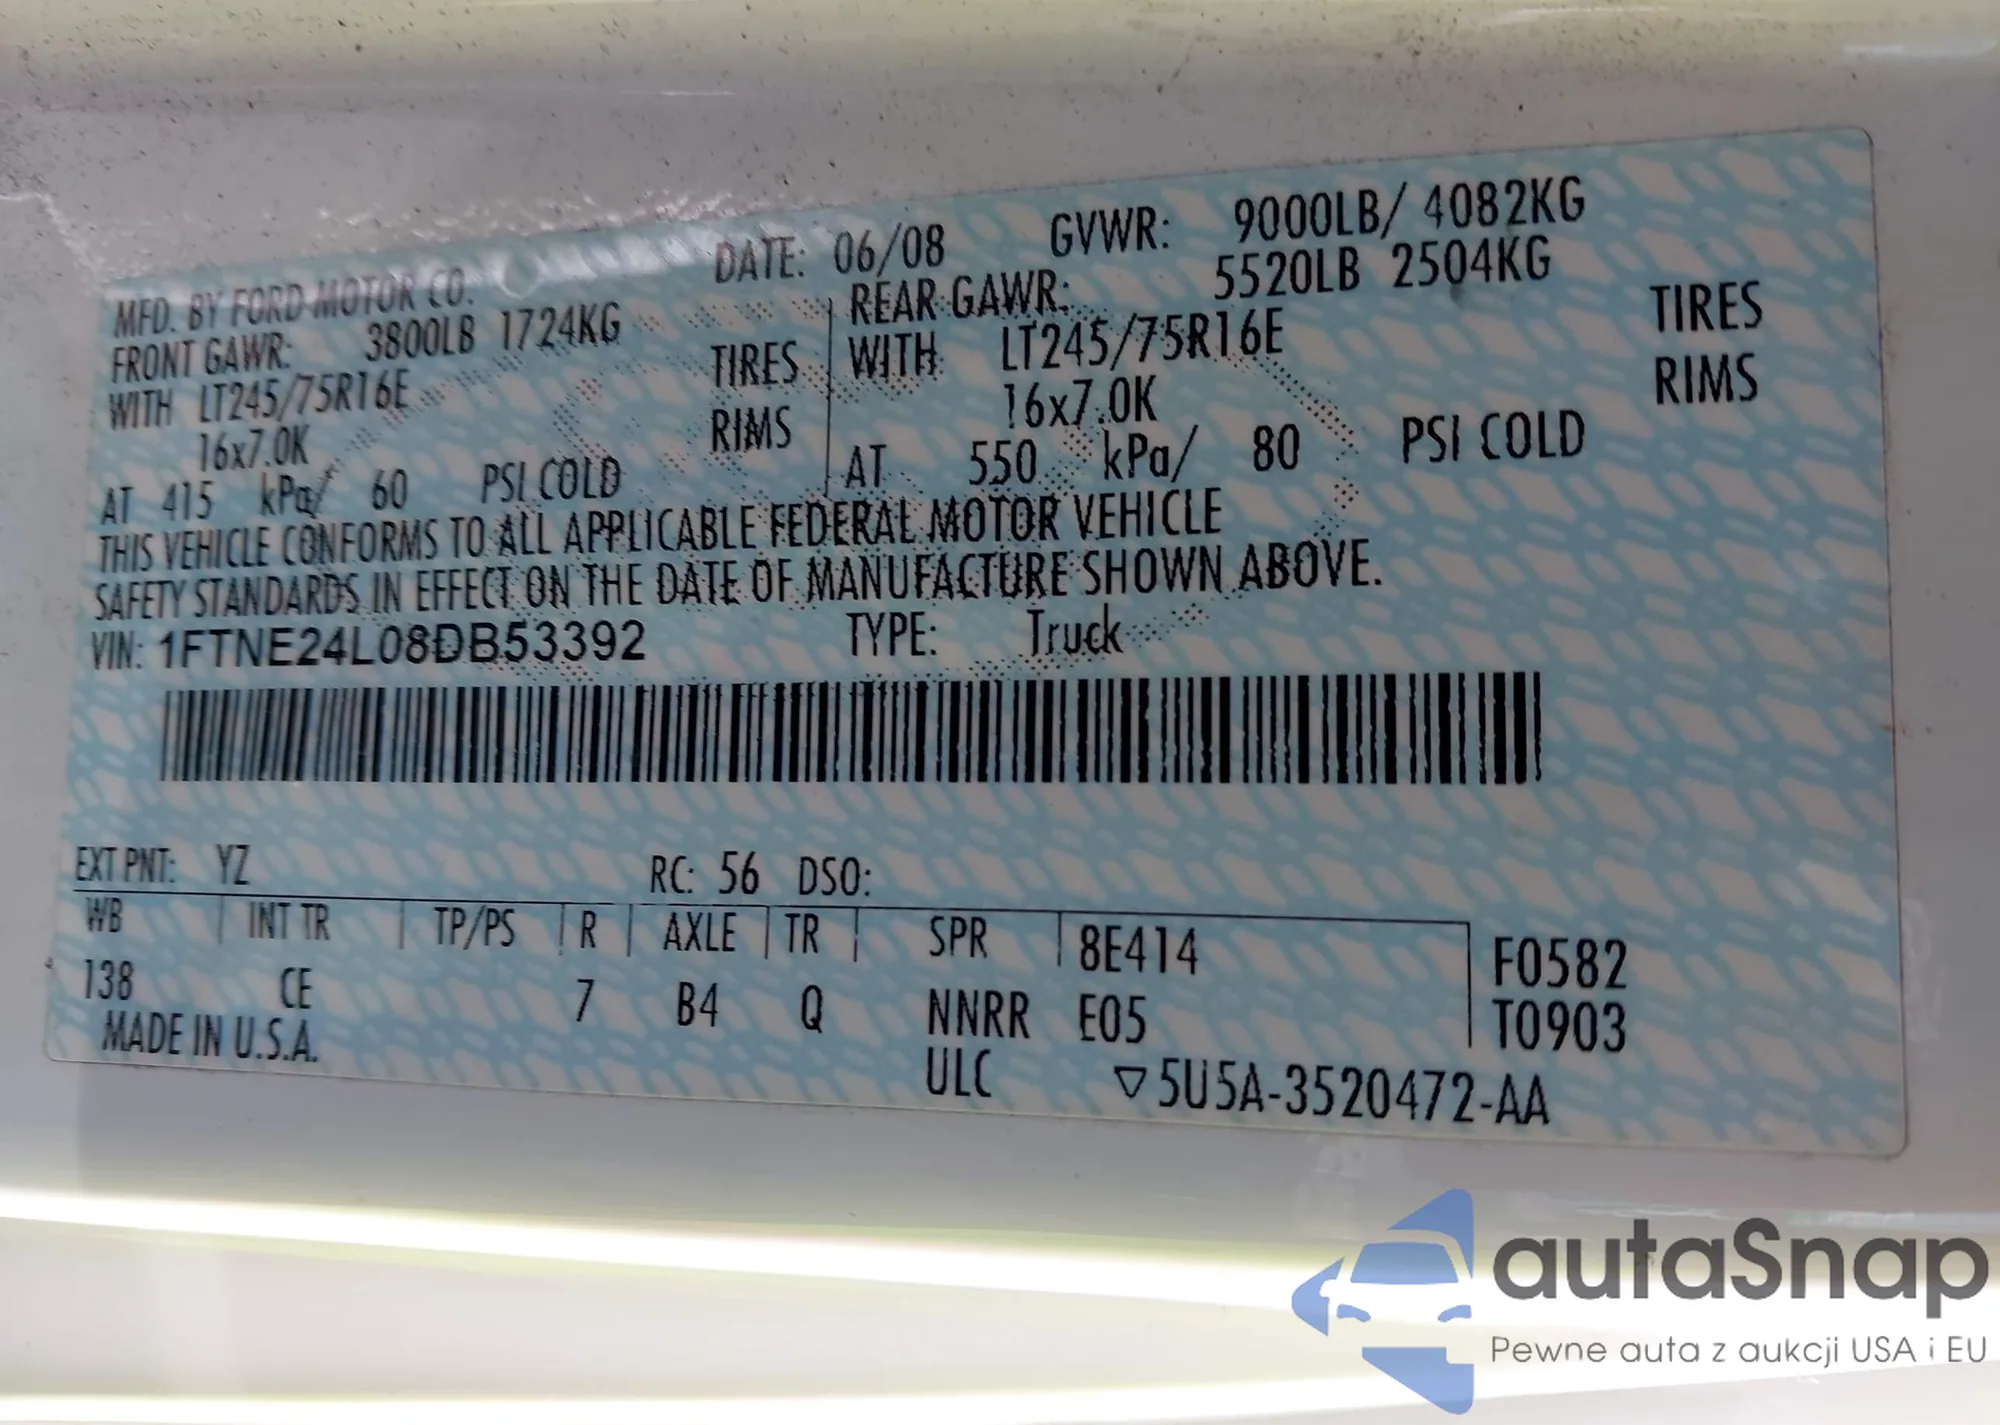 DATE: 06/08 GVWR: 9000LB/ 4082KG
MFD. BY FORD MOTOR CO.
FRONT GAWR: 3800LB 1724KG
WITH LT245/75R16E TIRES
16x7.0K RIMS
AT 415 kPa/ 60 PSI COLD
REAR GAWR: 5520LB 2504KG
WITH LT245/75R16E TIRES
16x7.0K RIMS
AT 550 kPa/ 80 PSI COLD
THIS VEHICLE CONFORMS TO ALL APPLICABLE FEDERAL MOTOR VEHICLE
SAFETY STANDARDS IN EFFECT ON THE DATE OF MANUFACTURE SHOWN ABOVE.
VIN: 1FTNE24L08DB53392 TYPE: Truck
EXT PNT: YZ RC: 56 DSO:
WB INT TR TP/PS R AXLE TR SPR 8E414 F0582
138 CE 7 B4 Q NNRR E05 T0903
MADE IN U.S.A. ULC ▽5U5A-3520472-AA
autaSnap
Pewne auta z aukcji USA i EU